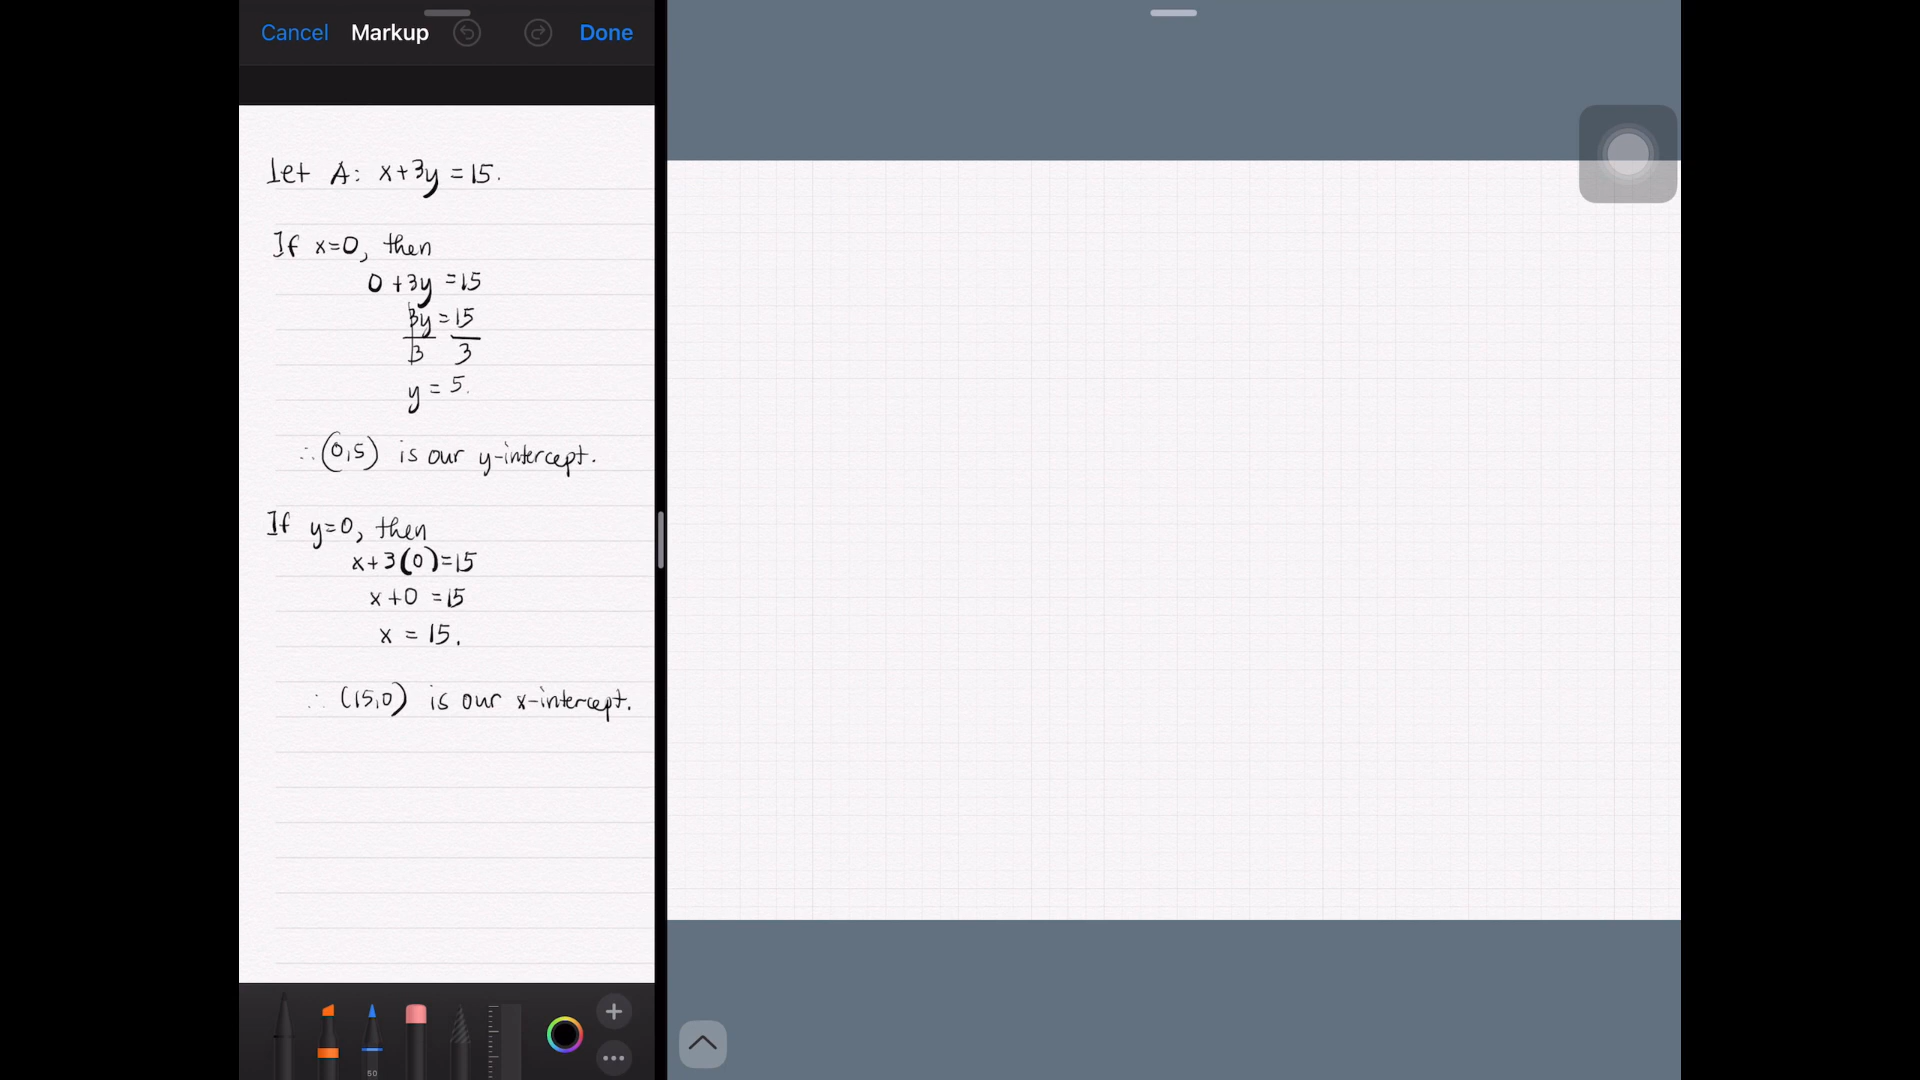 Cancel Markup Done
Let A: x+3y = 15.
If x=0, then
0 +3y = 15
3y = 15
3 3
y = 5.
∴ (0,5) is our y-intercept.
If y=0, then
x+3(0)=15
x+0 =15
x = 15.
∴ (15,0) is our x-intercept.
50